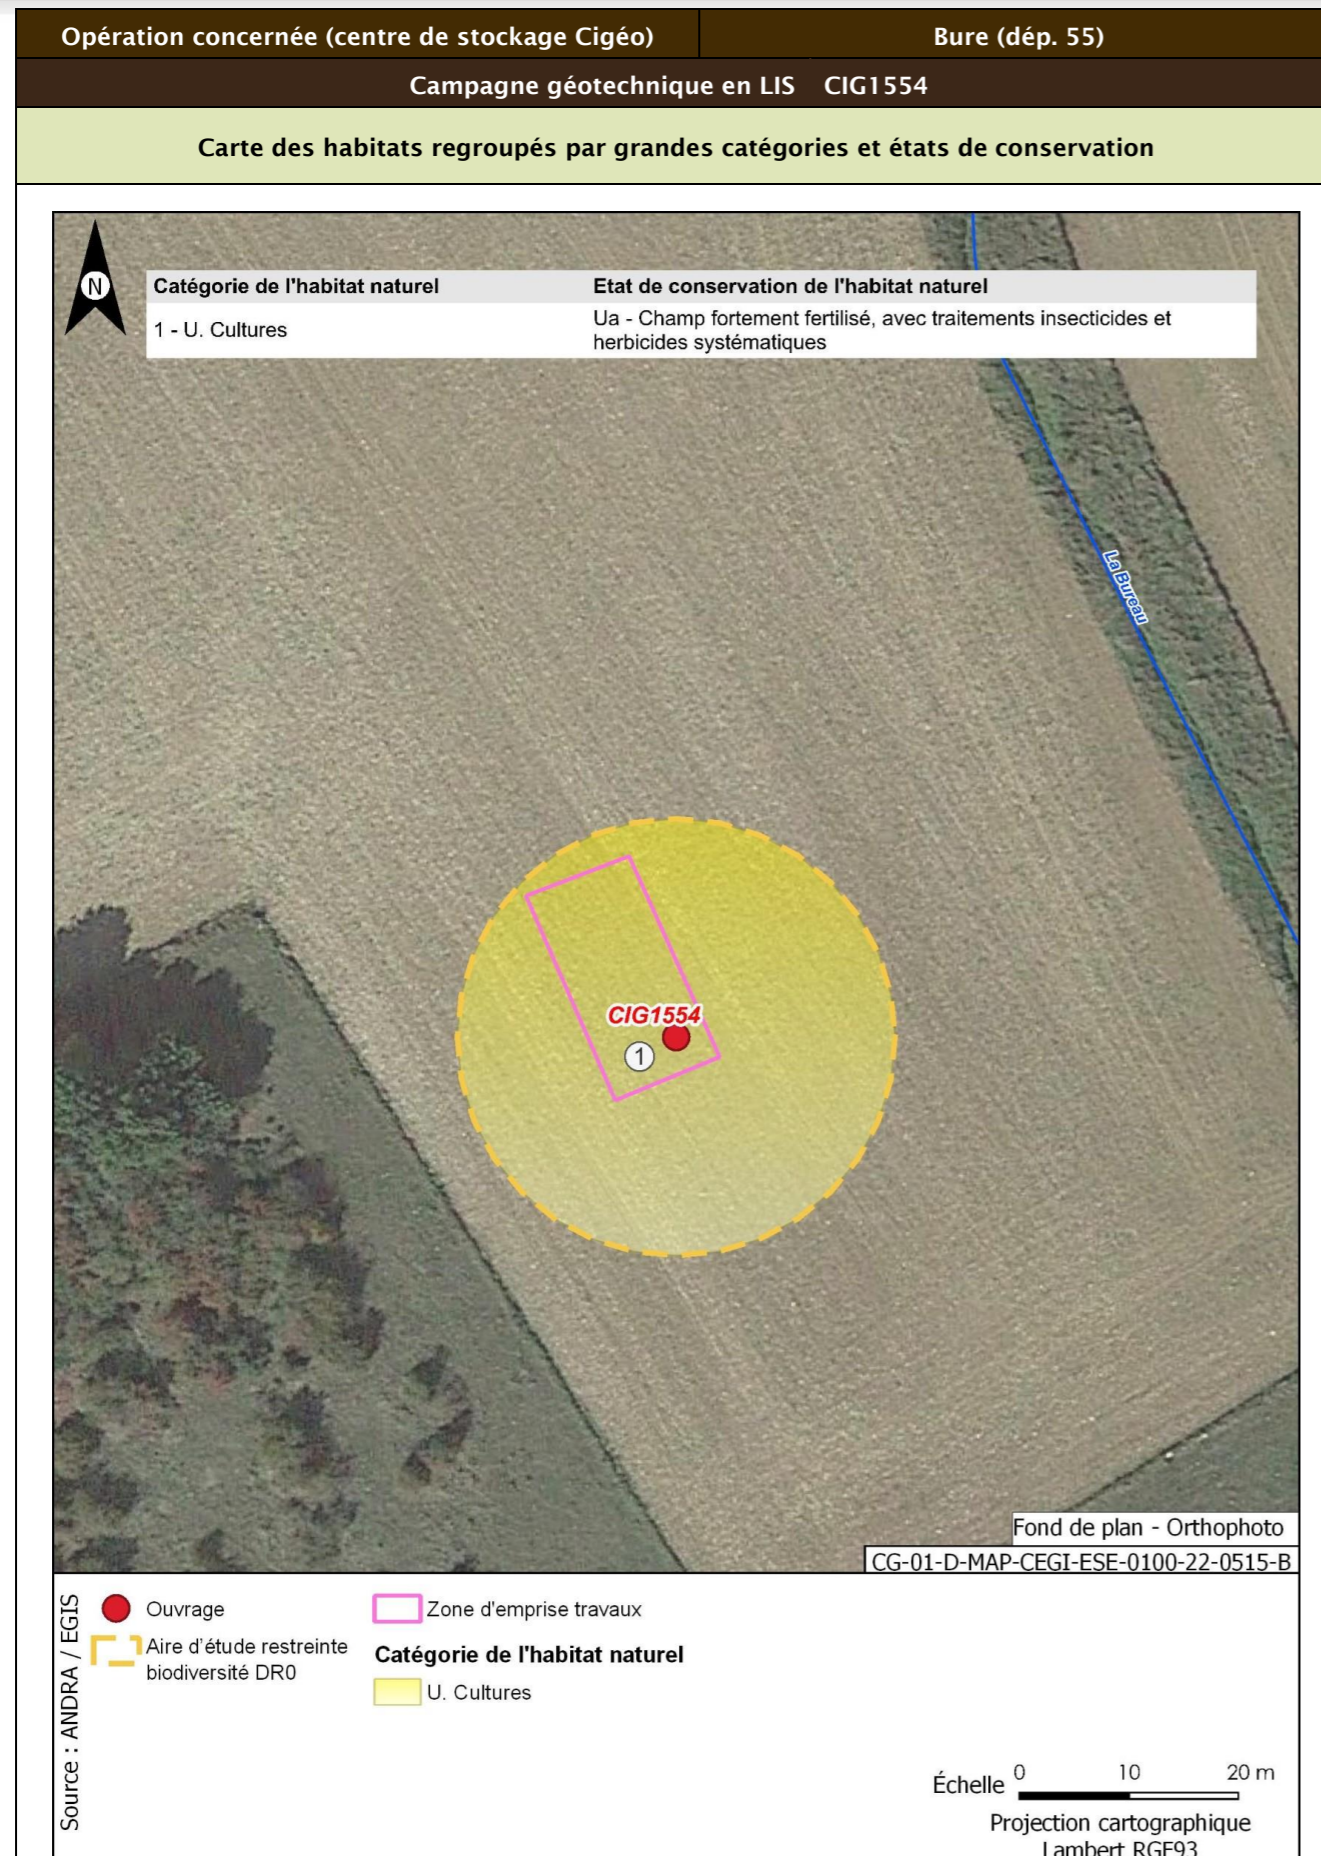 Opération concernée (centre de stockage Cigéo) Bure (dép. 55)
Campagne géotechnique en LIS CIG1554
Carte des habitats regroupés par grandes catégories et états de conservation
N
Catégorie de l'habitat naturel Etat de conservation de l'habitat naturel
1 - U. Cultures Ua - Champ fortement fertilisé, avec traitements insecticides et
herbicides systématiques
La Bureau
CIG1554
1
Fond de plan - Orthophoto
CG-01-D-MAP-CEGI-ESE-0100-22-0515-B
Source : ANDRA / EGIS
Ouvrage
Aire d'étude restreinte
biodiversité DR0
Zone d'emprise travaux
Catégorie de l'habitat naturel
U. Cultures
Échelle 0 10 20 m
Projection cartographique
Lambert RGF93